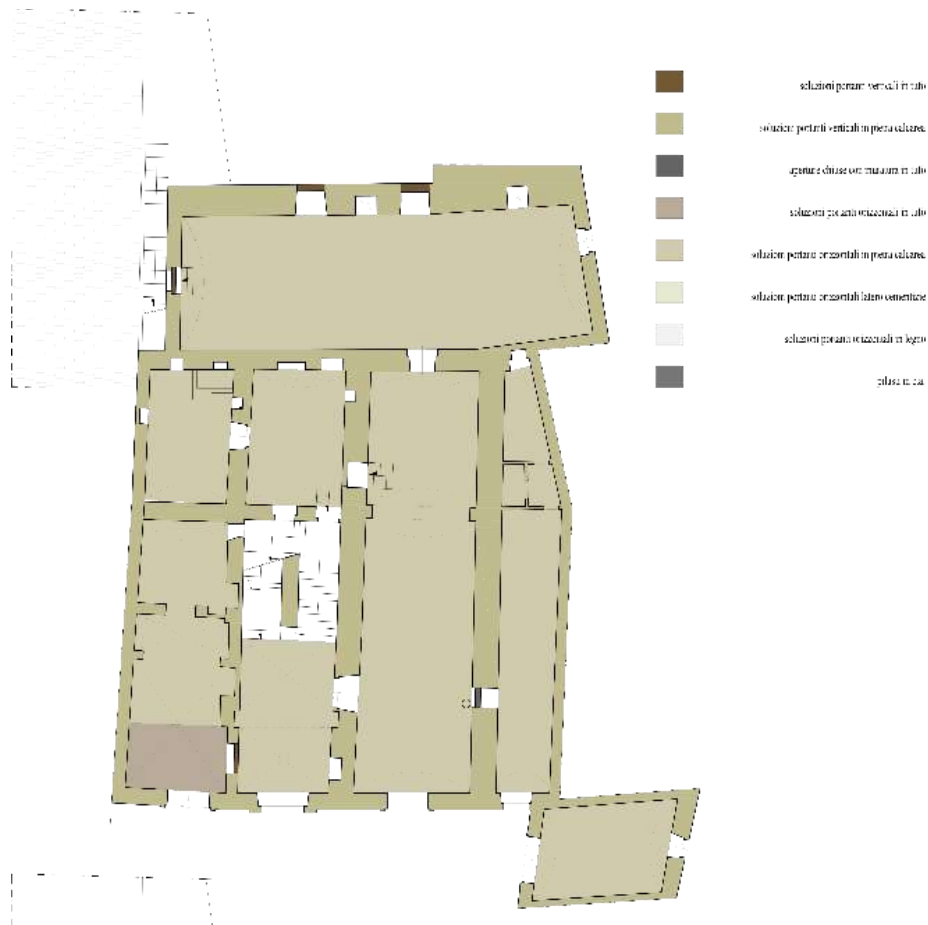 soluzioni portanti verticali in tufo
soluzioni portanti verticali in pietra calcarea
aperture chiuse con muratura in tufo
soluzioni portanti orizzontali in tufo
soluzioni portanti orizzontali in pietra calcarea
soluzioni portanti orizzontali latero cementizie
soluzioni portanti orizzontali in legno
in c.a.